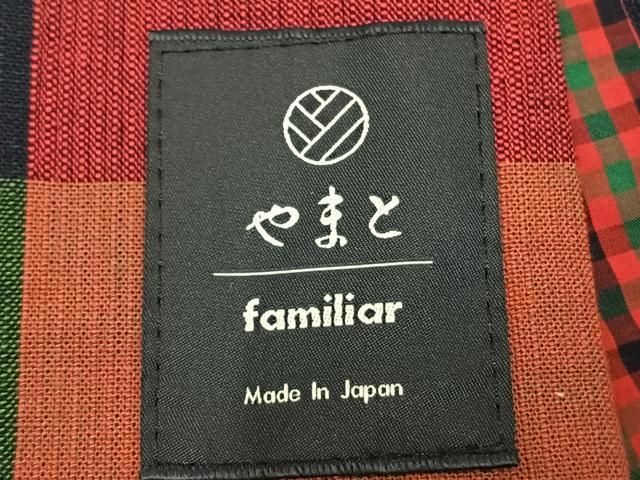 やまと
familiar
Made In Japan